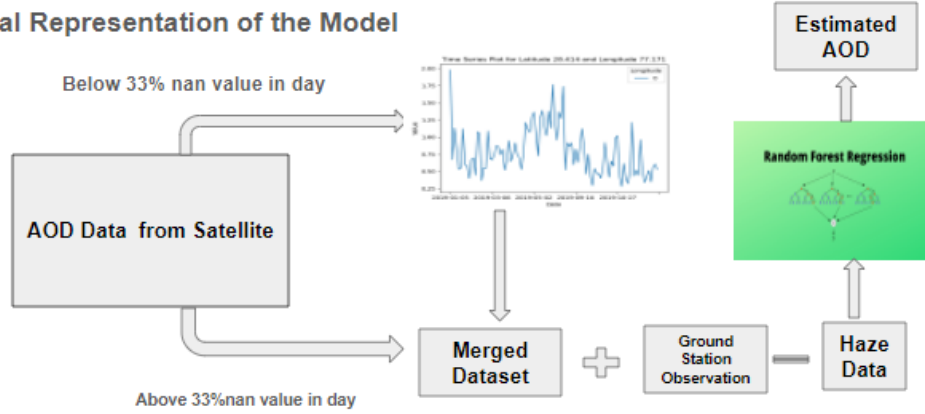 al Representation of the Model
Estimated
AOD
Below 33% nan value in day
Random Forest Regression
AOD Data from Satellite
Merged
Dataset
Ground
Station
Observation
Haze
Data
Above 33%nan value in day